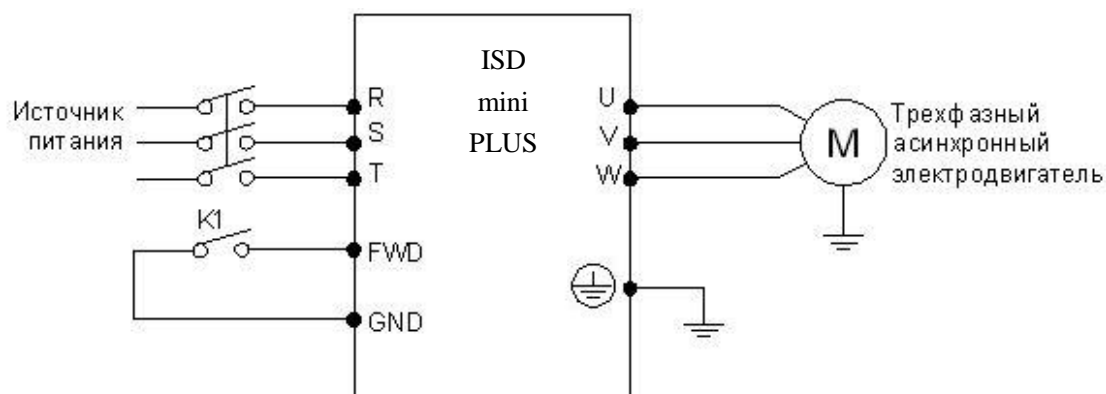 ISD
mini
PLUS
Источник
питания
R
S
T
K1
FWD
GND
U
V
W
M
Трехфазный
асинхронный
электродвигатель